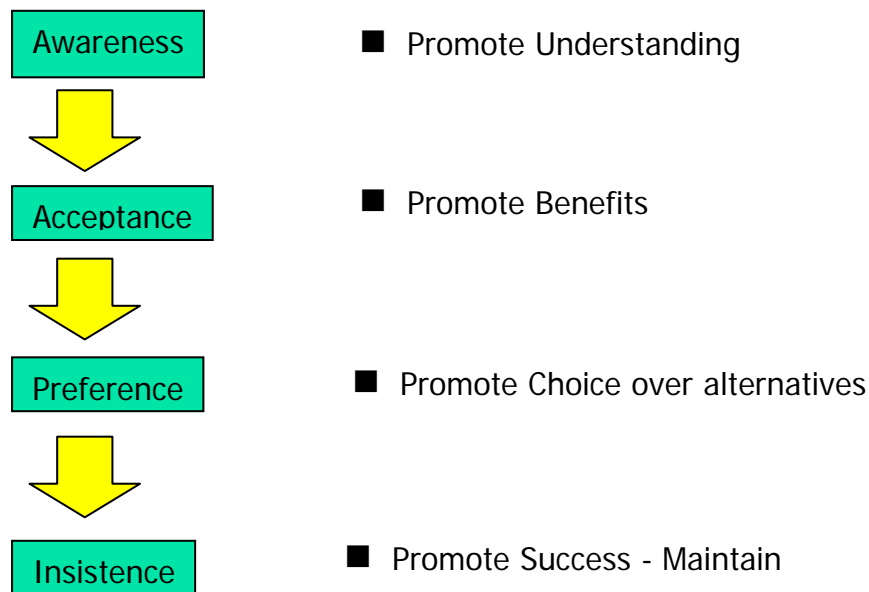 Awareness
■ Promote Understanding
Acceptance
■ Promote Benefits
Preference
■ Promote Choice over alternatives
Insistence
■ Promote Success - Maintain